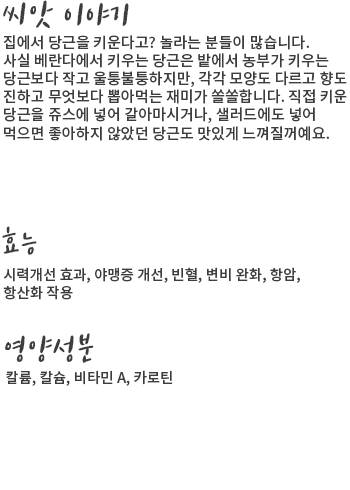 씨앗 이야기
집에서 당근을 키운다고? 놀라는 분들이 많습니다.
사실 베란다에서 키우는 당근은 밭에서 농부가 키우는
당근보다 작고 울퉁불퉁하지만, 각각 모양도 다르고 향도
진하고 무엇보다 뽑아먹는 재미가 쏠쏠합니다. 직접 키운
당근을 쥬스에 넣어 갈아마시거나, 샐러드에도 넣어
먹으면 좋아하지 않았던 당근도 맛있게 느껴질꺼예요.
효능
시력개선 효과, 야맹증 개선, 빈혈, 변비 완화, 항암,
항산화 작용
영양성분
칼륨, 칼슘, 비타민 A, 카로틴